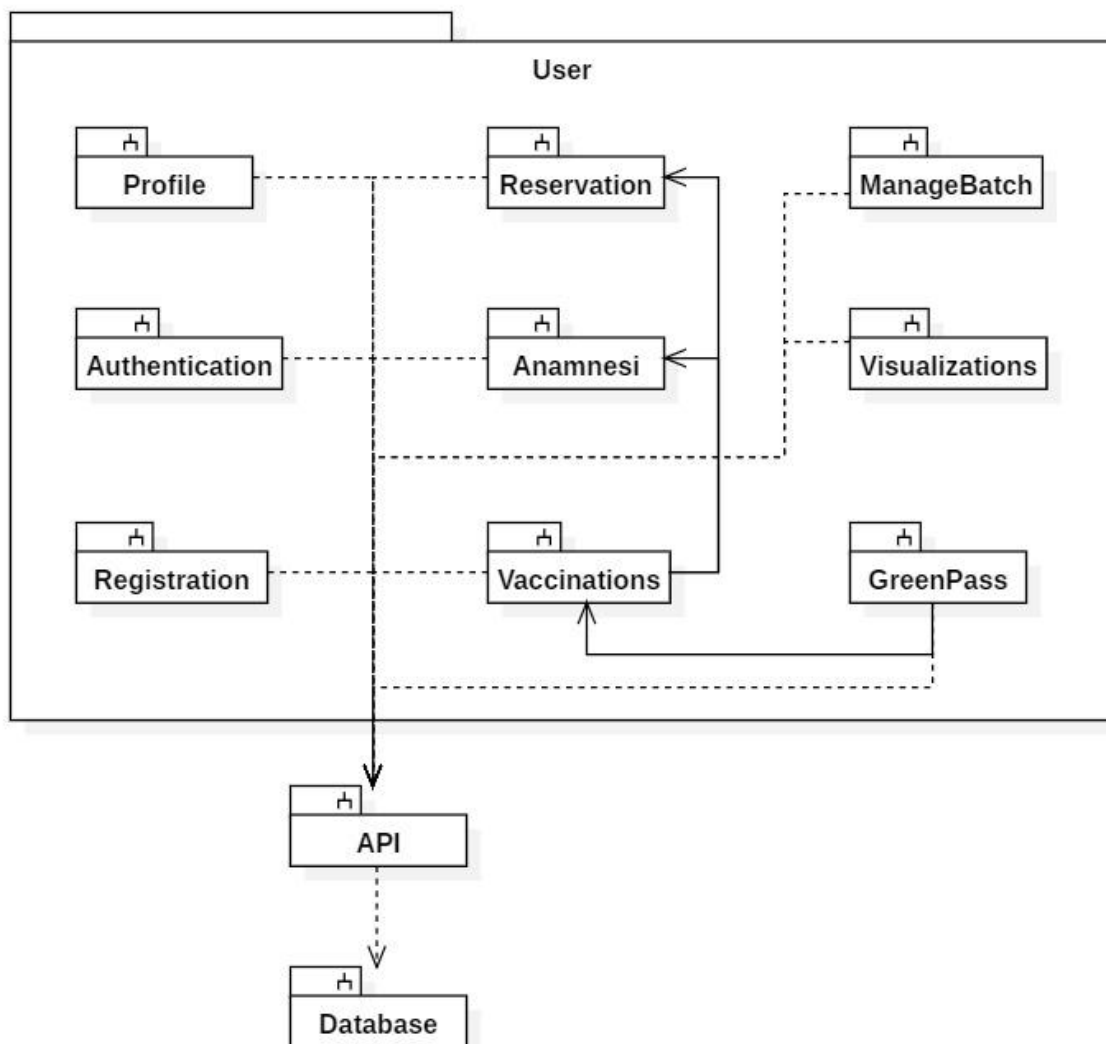 User
Profile
Reservation
ManageBatch
Authentication
Anamnesi
Visualizations
Registration
Vaccinations
GreenPass
API
Database